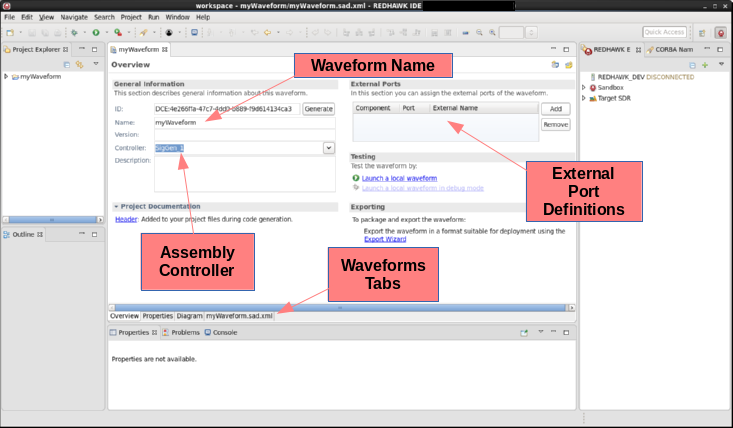 workspace - myWaveform/myWaveform.sad.xml - REDHAWK IDE
File Edit View Navigate Search Project Run Window Help
Quick Access
Project Explorer
myWaveform
Outline
myWaveform
Overview
General Information
This section describes general information about this waveform.
ID:
Generate
Name: myWaveform
Version:
Controller: SigGen_1
Description:
Project Documentation
Header: Added to your project files during code generation.
External Ports
In this section you can assign the external ports of the waveform.
Component Port External Name
Add
Remove
Testing
Test the waveform by:
Launch a local waveform
Launch a local waveform in debug mode
Exporting
To package and export the waveform:
Export the waveform in a format suitable for deployment using the
Export Wizard
Waveform Name
External
Port
Definitions
Assembly
Controller
Waveforms
Tabs
Overview Properties Diagram myWaveform.sad.xml
Properties Problems Console
Properties are not available.
REDHAWK E CORBA Nam
REDHAWK_DEV DISCONNECTED
Sandbox
Target SDR